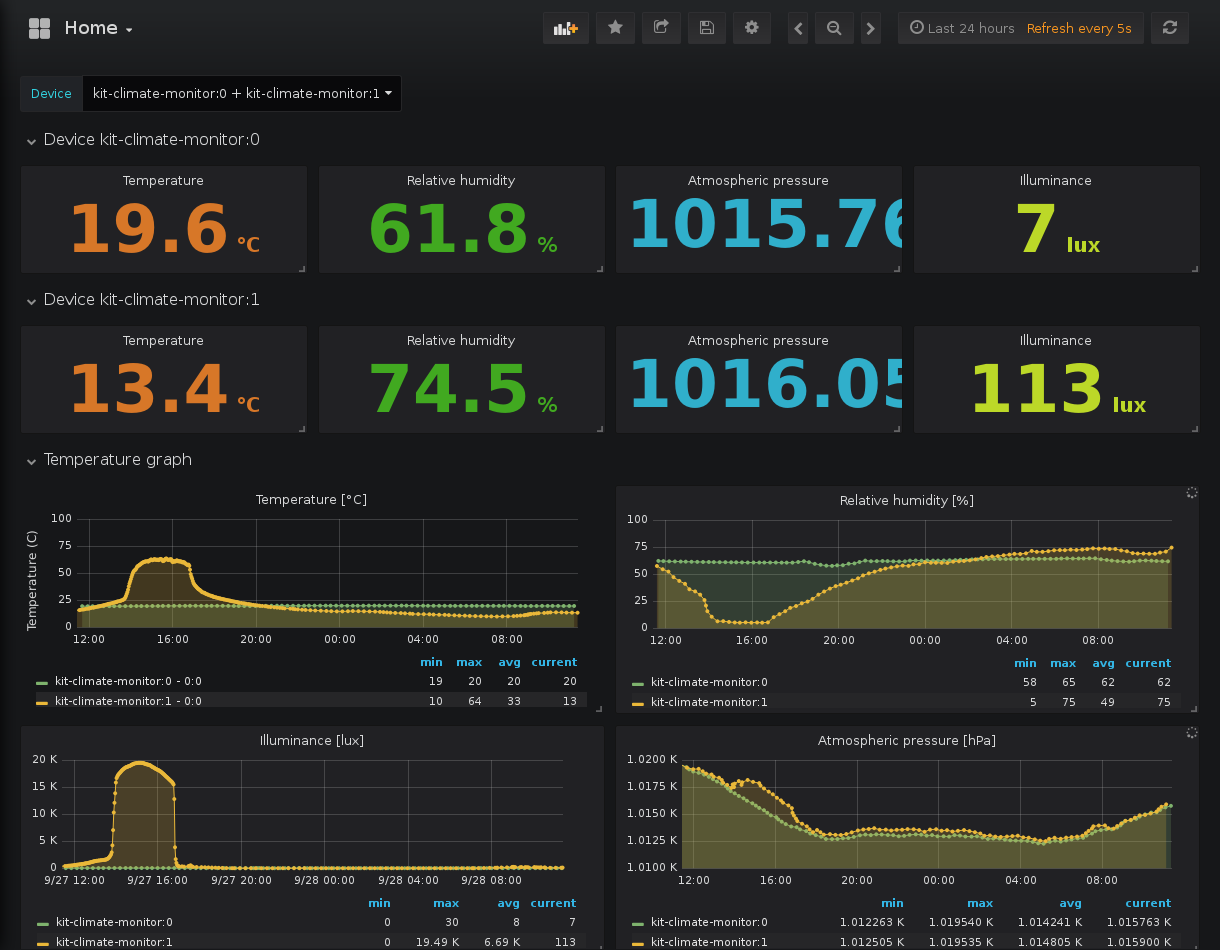 Home
Last 24 hours Refresh every 5s
Device kit-climate-monitor:0 + kit-climate-monitor:1
Device kit-climate-monitor:0
Temperature Relative humidity Atmospheric pressure Illuminance
19.6 °C 61.8 % 1015.76 7 lux
Device kit-climate-monitor:1
Temperature Relative humidity Atmospheric pressure Illuminance
13.4 °C 74.5 % 1016.05 113 lux
Temperature graph
Temperature [°C]
Temperature (C)
100
75
50
25
0
12:00 16:00 20:00 00:00 04:00 08:00
min max avg current
kit-climate-monitor:0 - 0:0 19 20 20 20
kit-climate-monitor:1 - 0:0 10 64 33 13
Relative humidity [%]
100
75
50
25
0
12:00 16:00 20:00 00:00 04:00 08:00
min max avg current
kit-climate-monitor:0 58 65 62 62
kit-climate-monitor:1 5 75 49 75
Illuminance [lux]
20 K
15 K
10 K
5 K
0
9/27 12:00 9/27 16:00 9/27 20:00 9/28 00:00 9/28 04:00 9/28 08:00
min max avg current
kit-climate-monitor:0 0 30 8 7
kit-climate-monitor:1 0 19.49 K 6.69 K 113
Atmospheric pressure [hPa]
1.0200 K
1.0175 K
1.0150 K
1.0125 K
1.0100 K
12:00 16:00 20:00 00:00 04:00 08:00
min max avg current
kit-climate-monitor:0 1.012263 K 1.019540 K 1.014241 K 1.015763 K
kit-climate-monitor:1 1.012505 K 1.019535 K 1.014805 K 1.015900 K